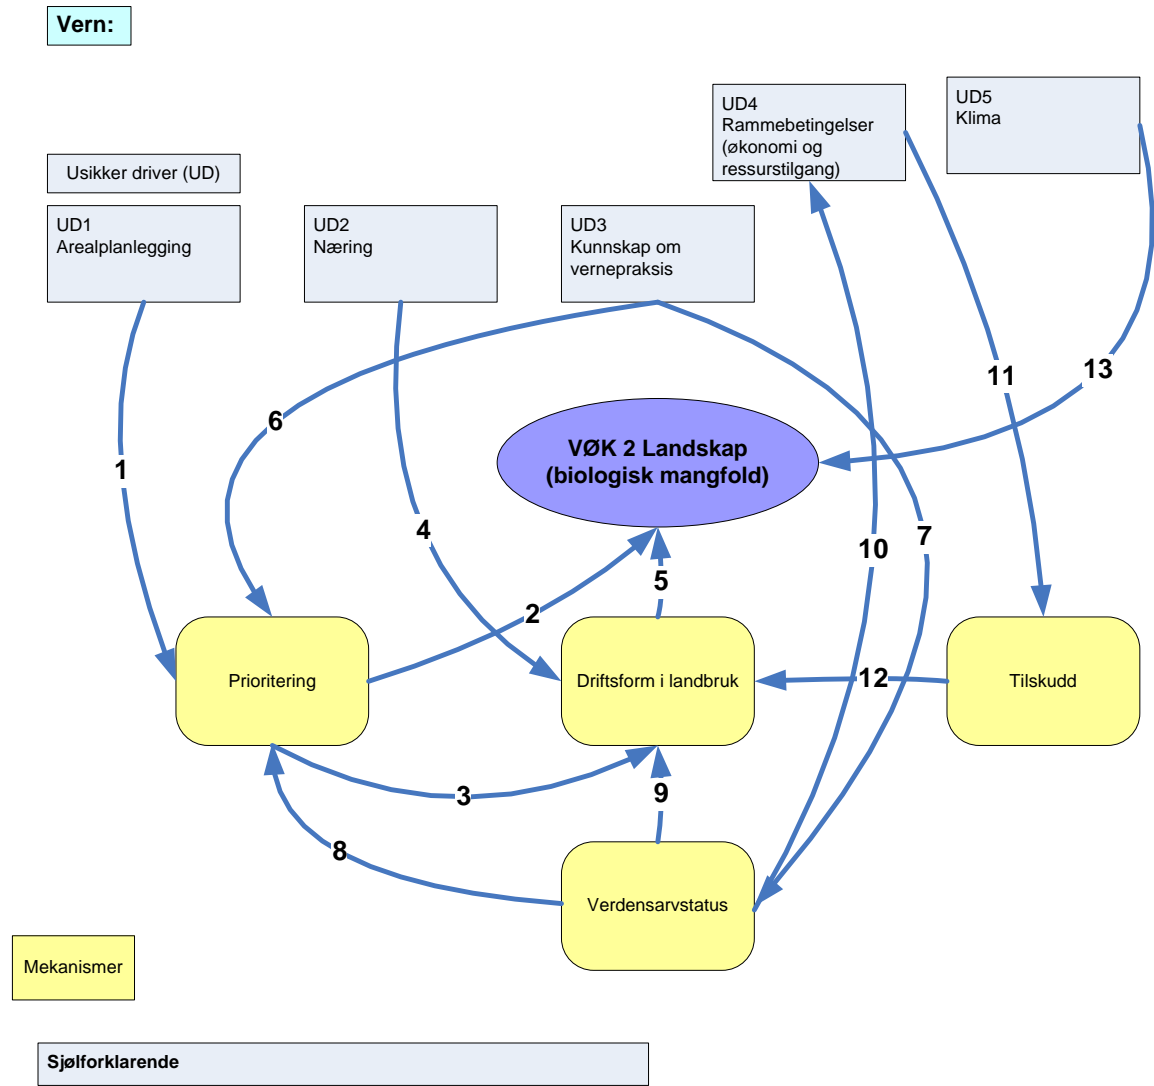 Vern:
UD4
Rammebetingelser
(økonomi og
ressurstilgang)
UD5
Klima
Usikker driver (UD)
UD1
Arealplanlegging
UD2
Næring
UD3
Kunnskap om
vernepraksis
11
13
6
VØK 2 Landskap
(biologisk mangfold)
1
4
7
10
5
2
Prioritering
Driftsform i landbruk
12
Tilskudd
3
9
8
Verdensarvstatus
Mekanismer
Sjølforklarende